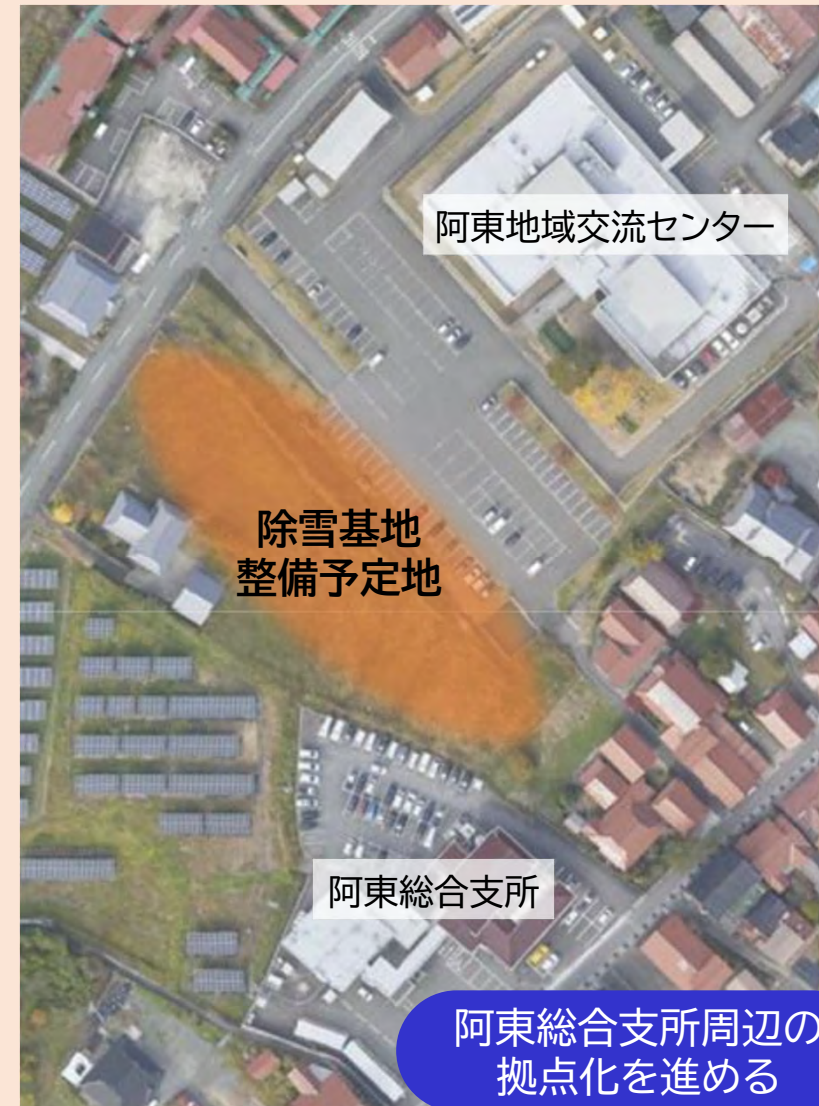 阿東地域交流センター
除雪基地
整備予定地
阿東総合支所
阿東総合支所周辺の
拠点化を進める